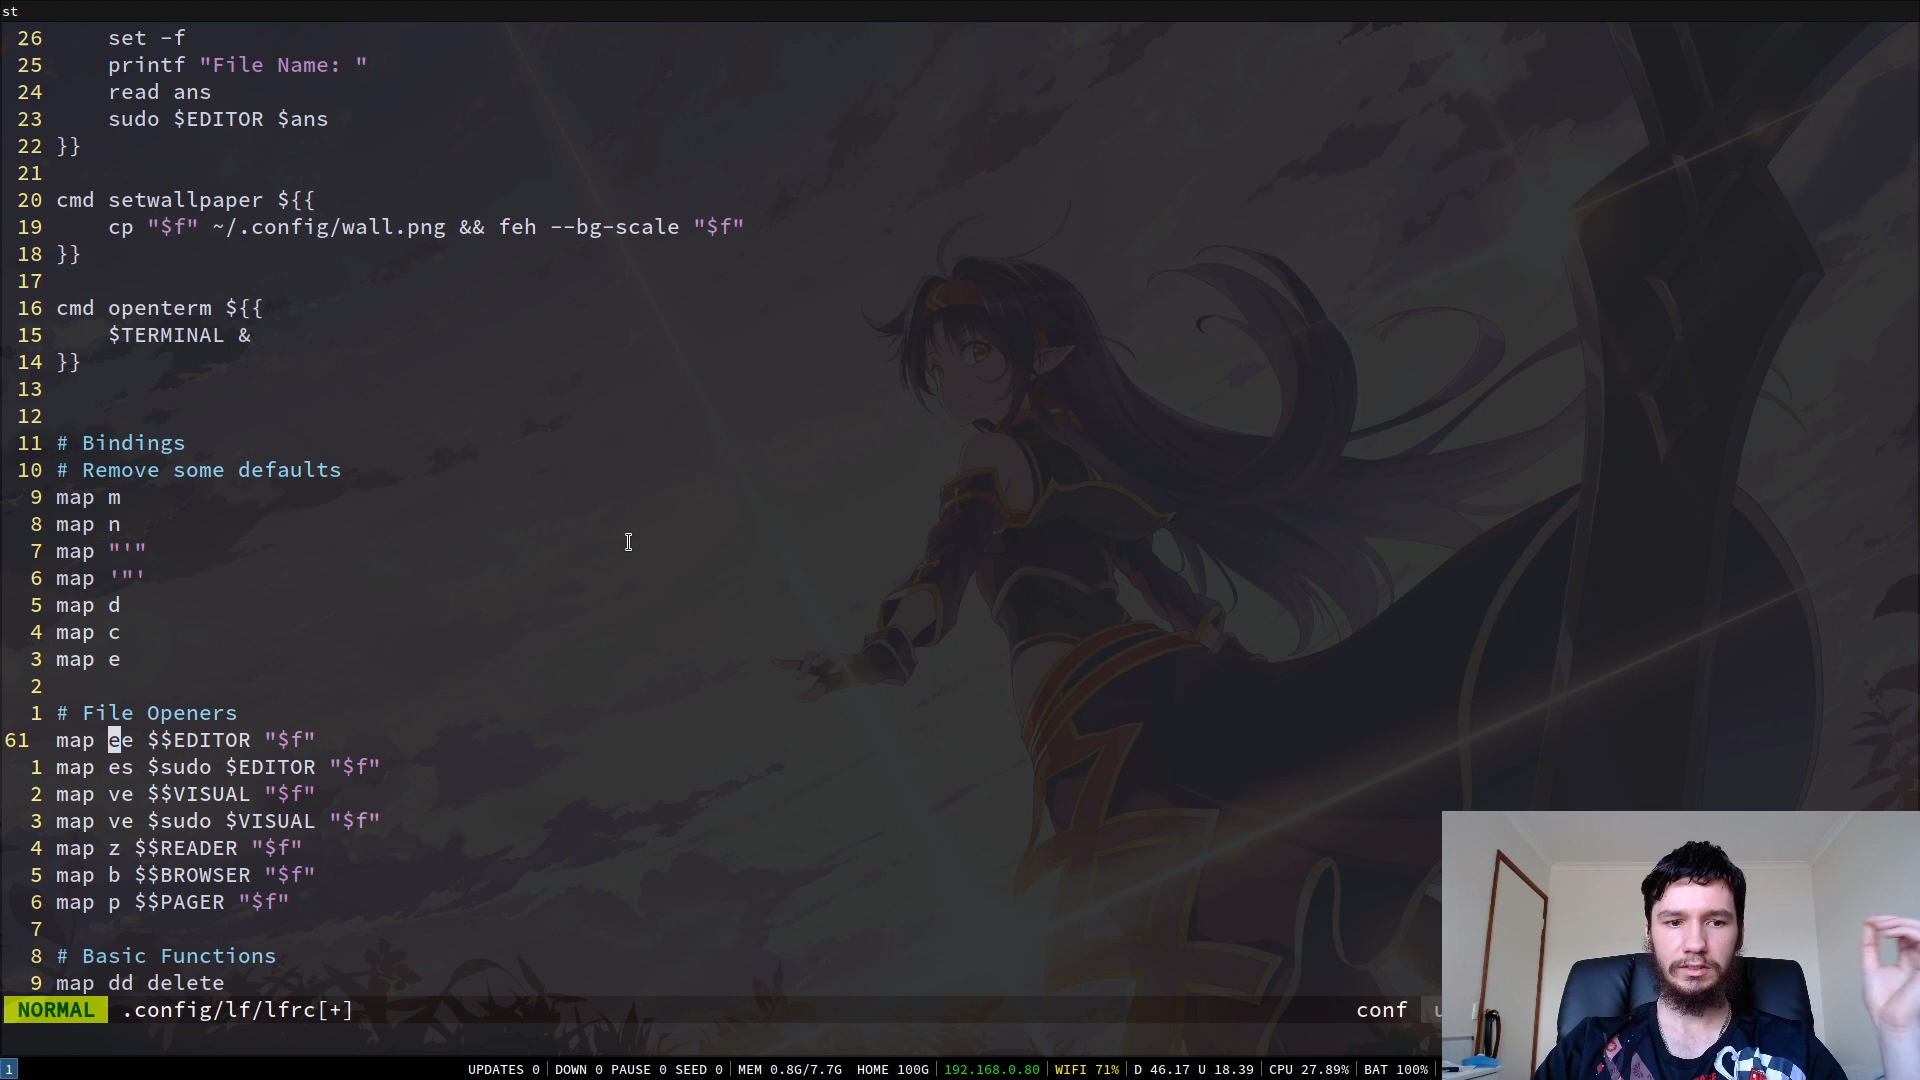 st
26 set -f
25 printf "File Name: "
24 read ans
23 sudo $EDITOR $ans
22 }}
21
20 cmd setwallpaper ${{
19 cp "$f" ~/.config/wall.png && feh --bg-scale "$f"
18 }}
17
16 cmd openterm ${{
15 $TERMINAL &
14 }}
13
12
11 # Bindings
10 # Remove some defaults
9 map m
8 map n
7 map "'"
6 map '"'
5 map d
4 map c
3 map e
2
1 # File Openers
61 map ee $$EDITOR "$f"
1 map es $sudo $EDITOR "$f"
2 map ve $$VISUAL "$f"
3 map ve $sudo $VISUAL "$f"
4 map z $$READER "$f"
5 map b $$BROWSER "$f"
6 map p $$PAGER "$f"
7
8 # Basic Functions
9 map dd delete
NORMAL .config/lf/lfrc[+] conf
1 UPDATES 0 DOWN 0 PAUSE 0 SEED 0 MEM 0.8G/7.7G HOME 100G 192.168.0.80 WIFI 71% D 46.17 U 18.39 CPU 27.89% BAT 100%